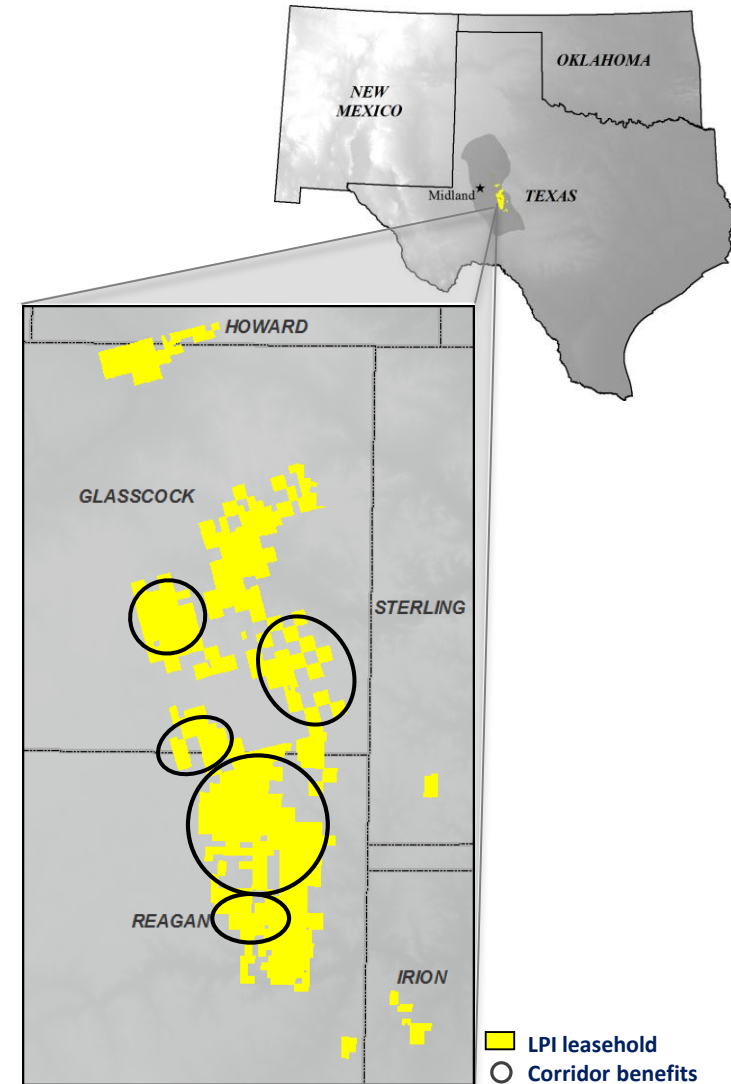 OKLAHOMA
NEW
MEXICO
Midland
TEXAS
HOWARD
GLASSCOCK
STERLING
REAGAN
IRION
LPI leasehold
Corridor benefits